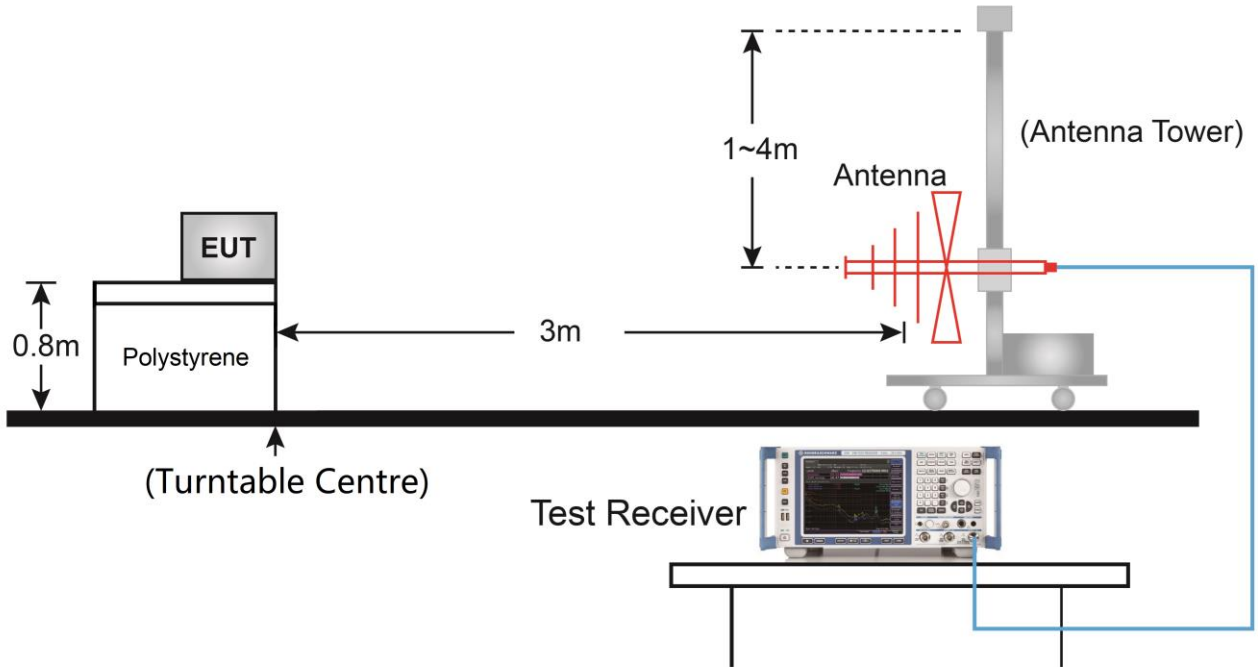 (Antenna Tower)
1~4m
Antenna
EUT
0.8m
Polystyrene
3m
(Turntable Centre)
Test Receiver